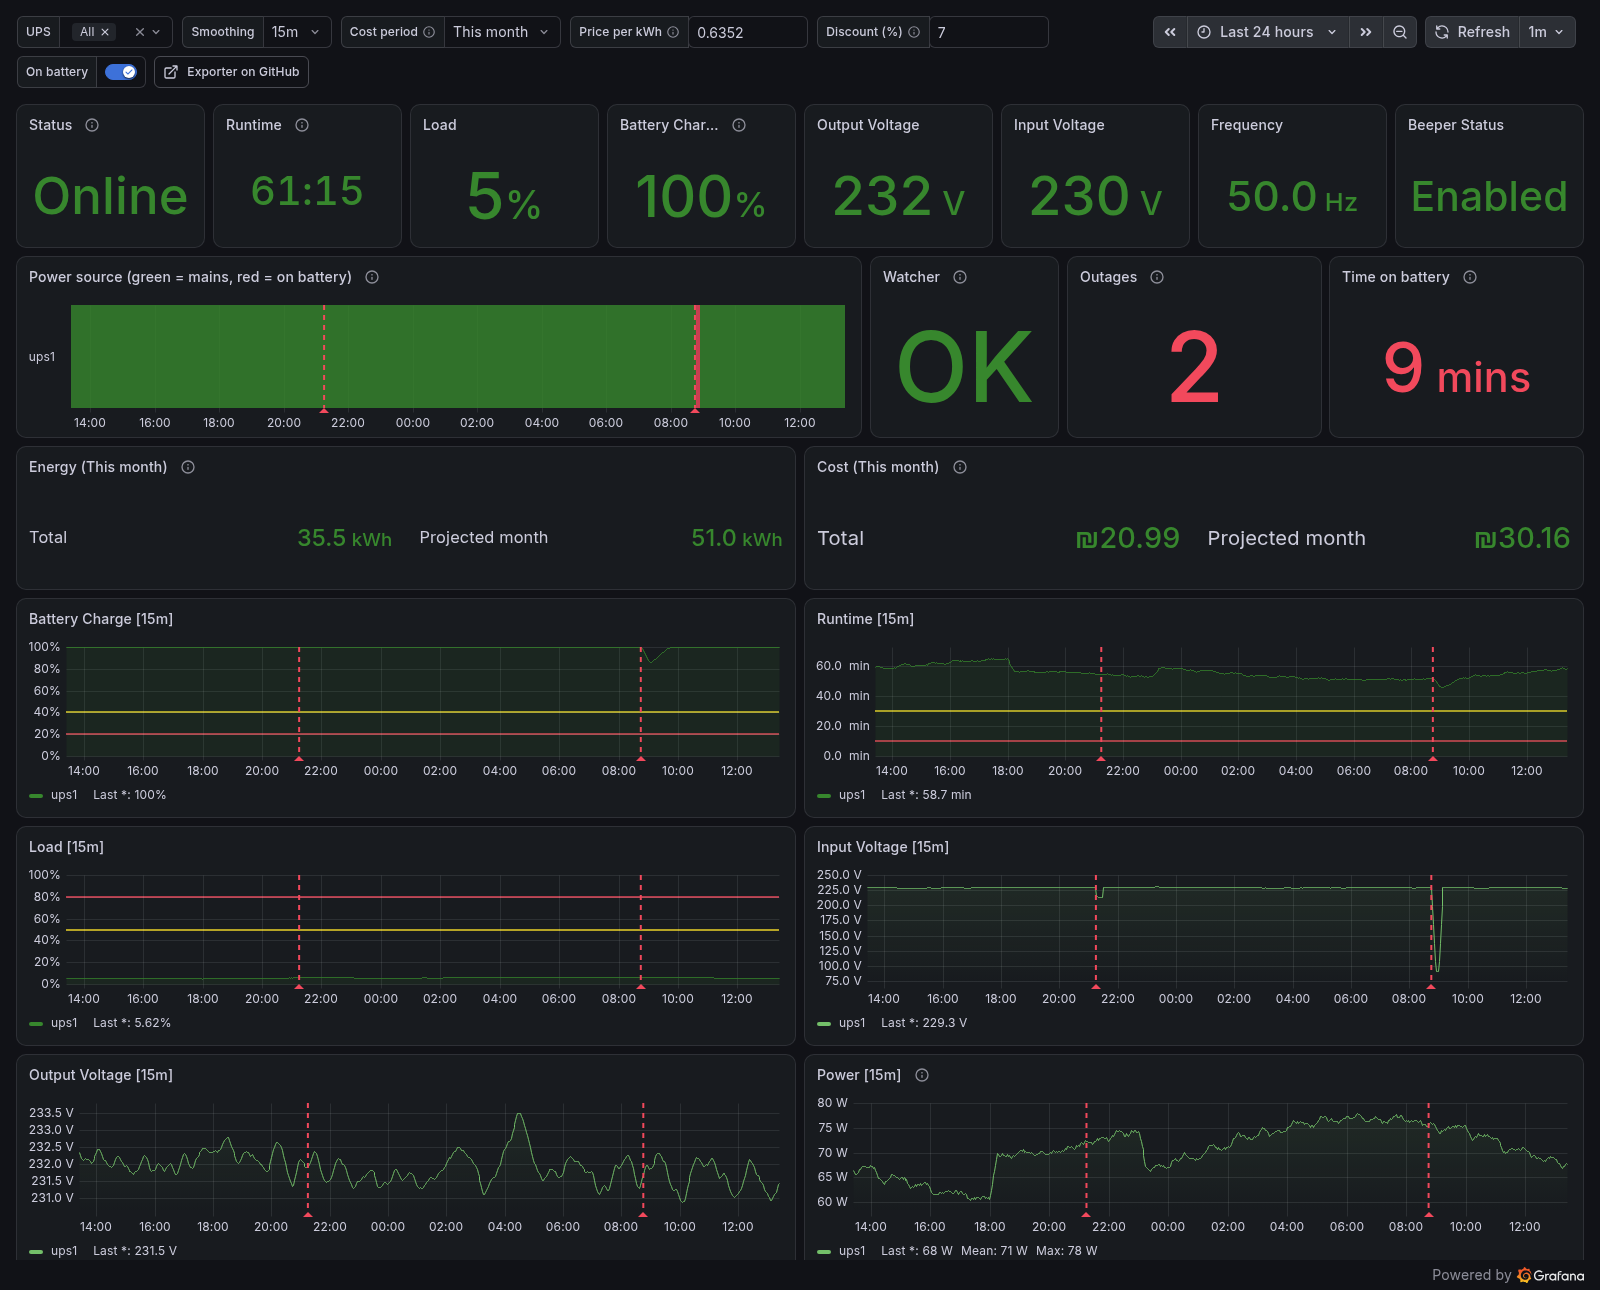 UPS All Smoothing 15m Cost period This month Price per kWh 0.6352 Discount (%) 7 Last 24 hours Refresh 1m
On battery Exporter on GitHub
Status Runtime Load Battery Char... Output Voltage Input Voltage Frequency Beeper Status
Online 61:15 5% 100% 232 V 230 V 50.0 Hz Enabled
Power source (green = mains, red = on battery) Watcher Outages Time on battery
ups1
OK 2 9 mins
14:00 16:00 18:00 20:00 22:00 00:00 02:00 04:00 06:00 08:00 10:00 12:00
Energy (This month) Cost (This month)
Total 35.5 kWh Projected month 51.0 kWh Total ₪20.99 Projected month ₪30.16
Battery Charge [15m]
100%
80%
60%
40%
20%
0%
14:00 16:00 18:00 20:00 22:00 00:00 02:00 04:00 06:00 08:00 10:00 12:00
ups1 Last *: 100%
Runtime [15m]
60.0 min
40.0 min
20.0 min
0.0 min
14:00 16:00 18:00 20:00 22:00 00:00 02:00 04:00 06:00 08:00 10:00 12:00
ups1 Last *: 58.7 min
Load [15m]
100%
80%
60%
40%
20%
0%
14:00 16:00 18:00 20:00 22:00 00:00 02:00 04:00 06:00 08:00 10:00 12:00
ups1 Last *: 5.62%
Input Voltage [15m]
250.0 V
225.0 V
200.0 V
175.0 V
150.0 V
125.0 V
100.0 V
75.0 V
14:00 16:00 18:00 20:00 22:00 00:00 02:00 04:00 06:00 08:00 10:00 12:00
ups1 Last *: 229.3 V
Output Voltage [15m]
233.5 V
233.0 V
232.5 V
232.0 V
231.5 V
231.0 V
14:00 16:00 18:00 20:00 22:00 00:00 02:00 04:00 06:00 08:00 10:00 12:00
ups1 Last *: 231.5 V
Power [15m]
80 W
75 W
70 W
65 W
60 W
14:00 16:00 18:00 20:00 22:00 00:00 02:00 04:00 06:00 08:00 10:00 12:00
ups1 Last *: 68 W Mean: 71 W Max: 78 W
Powered by Grafana